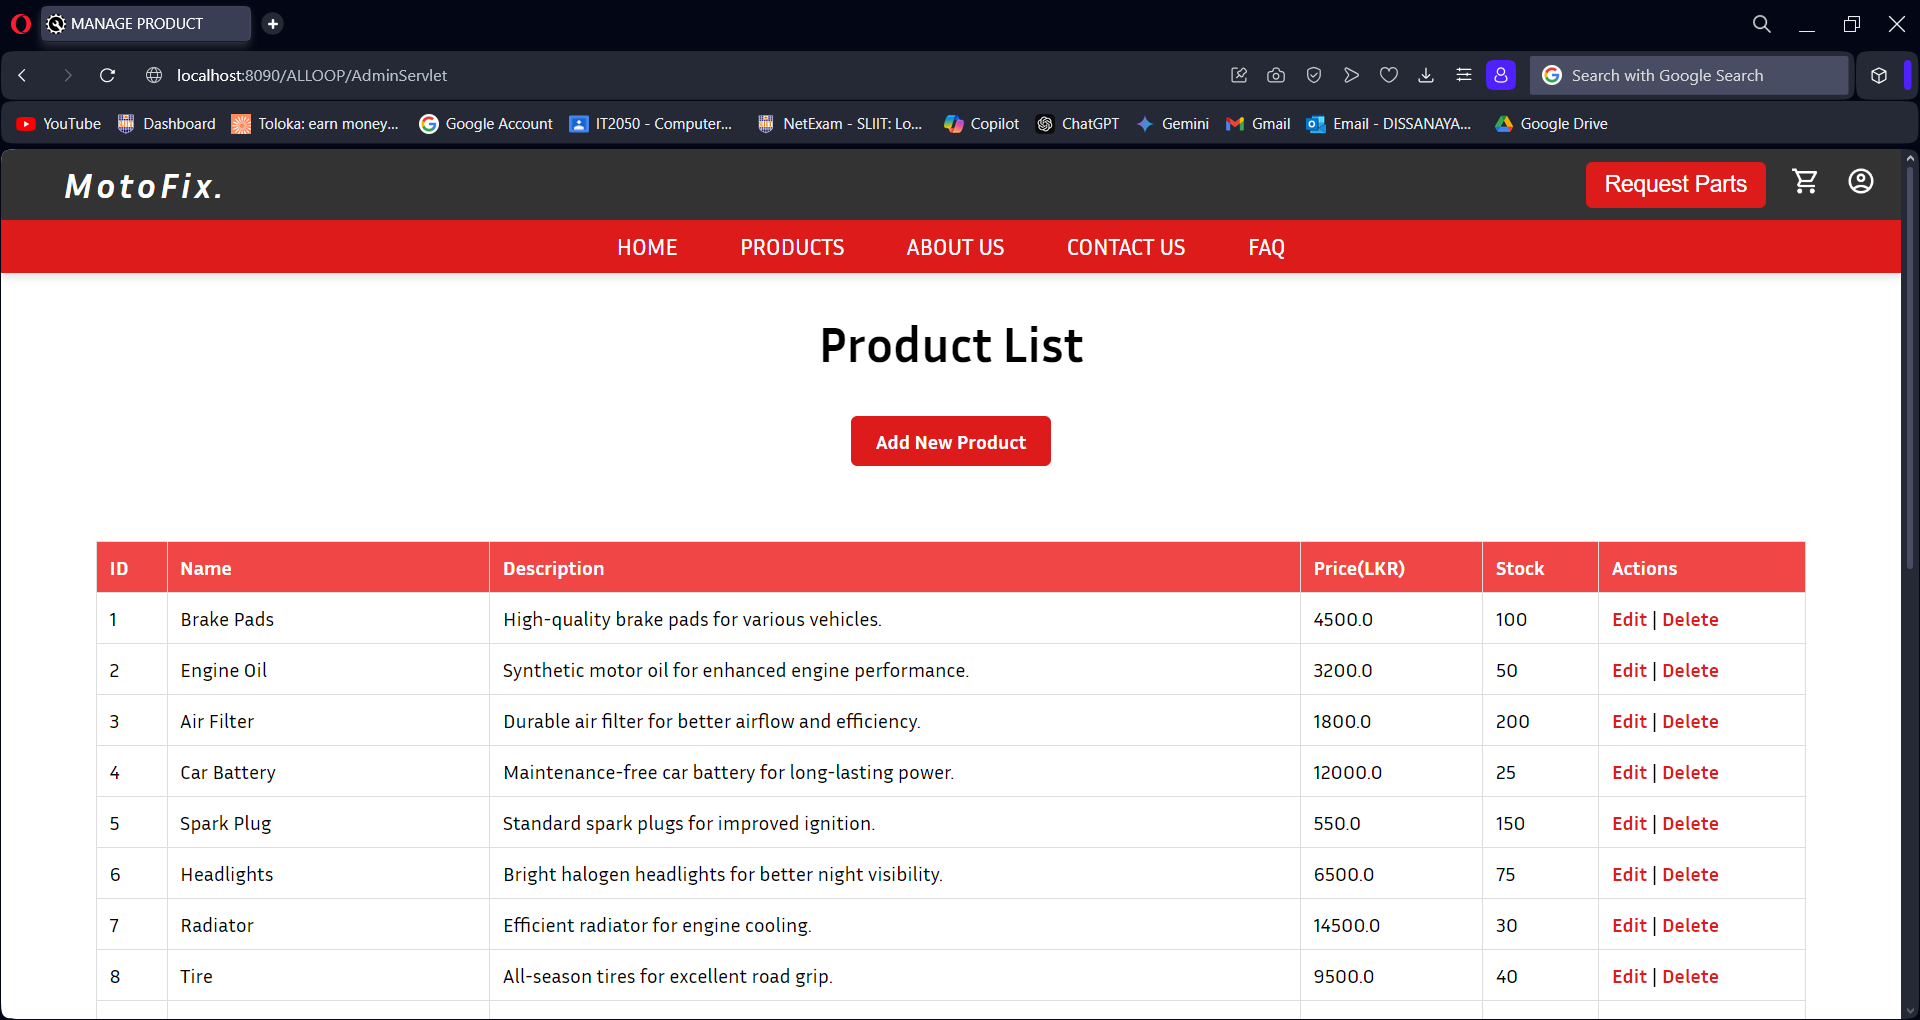 MANAGE PRODUCT
localhost:8090/ALLOOP/AdminServlet
Search with Google Search
YouTube Dashboard Toloka: earn money... Google Account IT2050 - Computer... NetExam - SLIIT: Lo... Copilot ChatGPT Gemini Gmail Email - DISSANAYA... Google Drive
MotoFix.
Request Parts
HOME PRODUCTS ABOUT US CONTACT US FAQ
Product List
Add New Product
ID Name Description Price(LKR) Stock Actions
1 Brake Pads High-quality brake pads for various vehicles. 4500.0 100 Edit | Delete
2 Engine Oil Synthetic motor oil for enhanced engine performance. 3200.0 50 Edit | Delete
3 Air Filter Durable air filter for better airflow and efficiency. 1800.0 200 Edit | Delete
4 Car Battery Maintenance-free car battery for long-lasting power. 12000.0 25 Edit | Delete
5 Spark Plug Standard spark plugs for improved ignition. 550.0 150 Edit | Delete
6 Headlights Bright halogen headlights for better night visibility. 6500.0 75 Edit | Delete
7 Radiator Efficient radiator for engine cooling. 14500.0 30 Edit | Delete
8 Tire All-season tires for excellent road grip. 9500.0 40 Edit | Delete